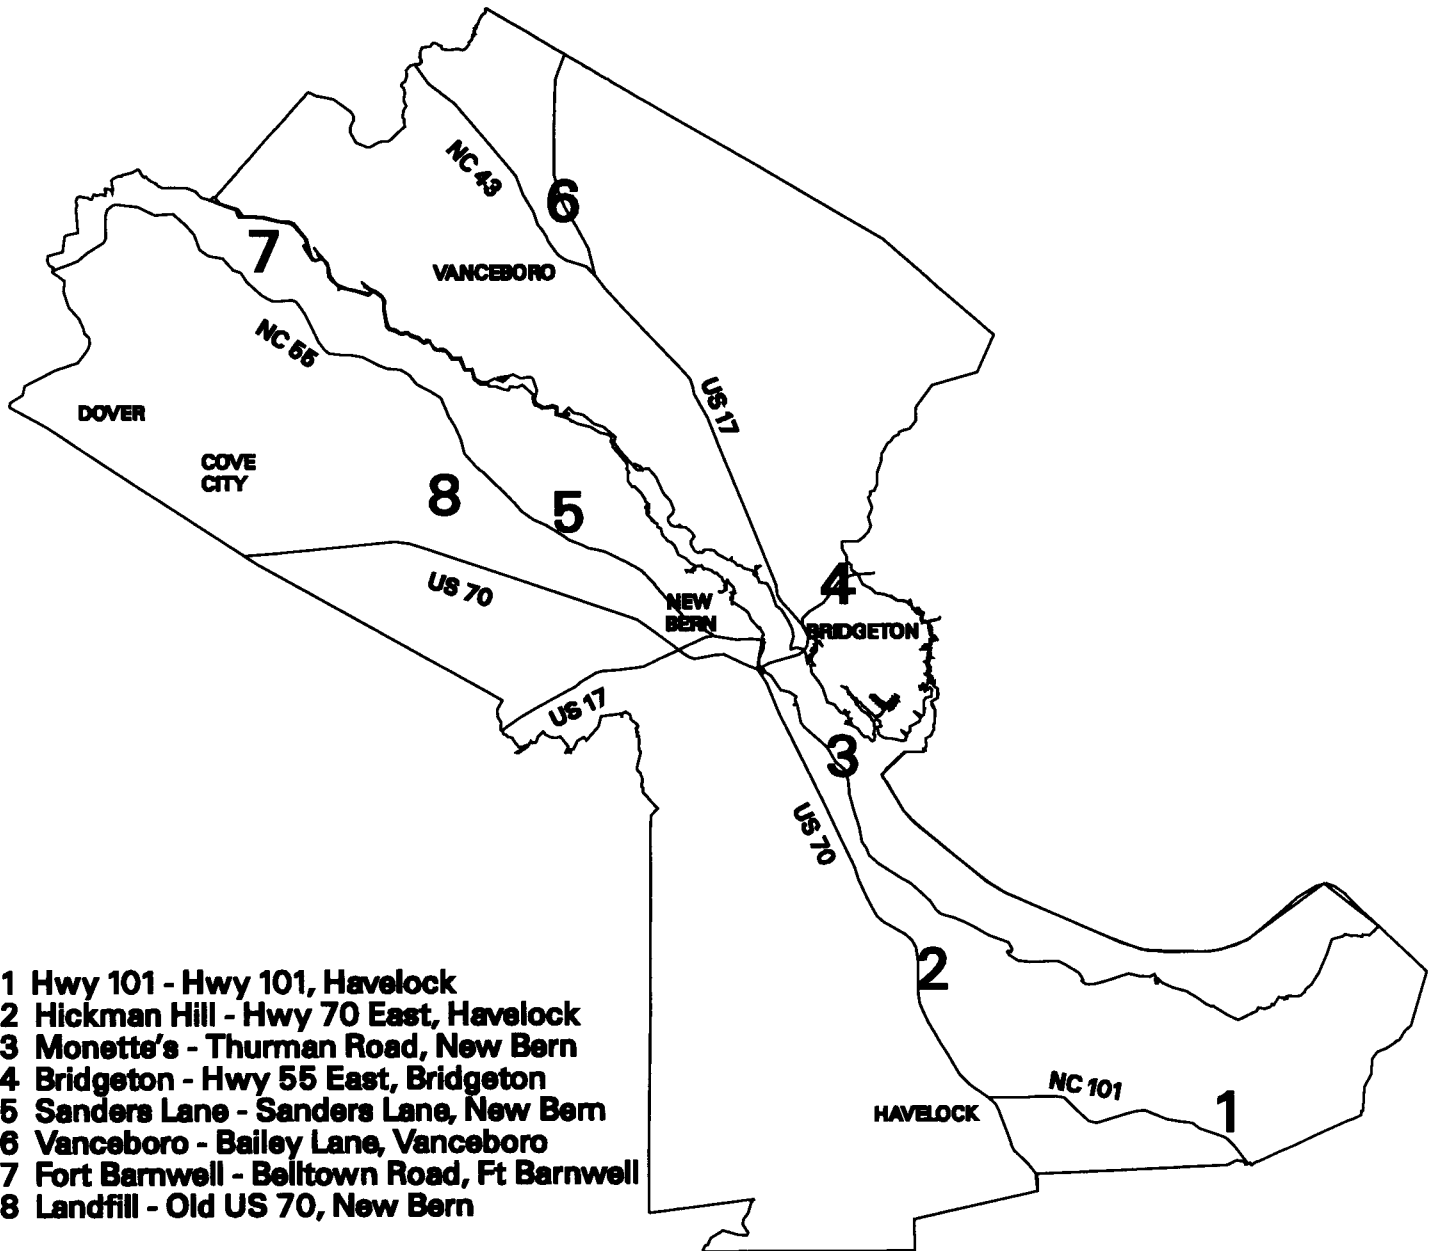 NC 43
6
7
VANCEBORO
NC 55
US 17
DOVER
COVE
CITY
8
5
4
US 70
NEW
BERN
BRIDGETON
US 17
3
US 70
2
NC 101
1
HAVELOCK
1 Hwy 101 - Hwy 101, Havelock
2 Hickman Hill - Hwy 70 East, Havelock
3 Monette's - Thurman Road, New Bern
4 Bridgeton - Hwy 55 East, Bridgeton
5 Sanders Lane - Sanders Lane, New Bern
6 Vanceboro - Bailey Lane, Vanceboro
7 Fort Barnwell - Belltown Road, Ft Barnwell
8 Landfill - Old US 70, New Bern